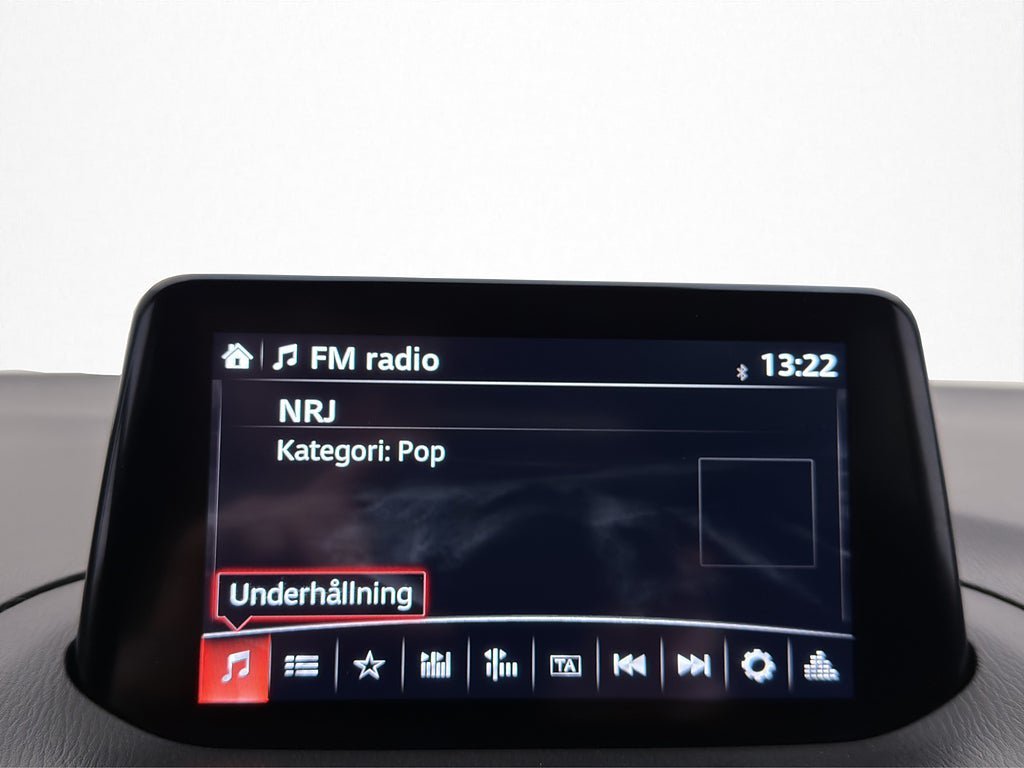 FM radio 13:22
NRJ
Kategori: Pop
Underhållning
TA